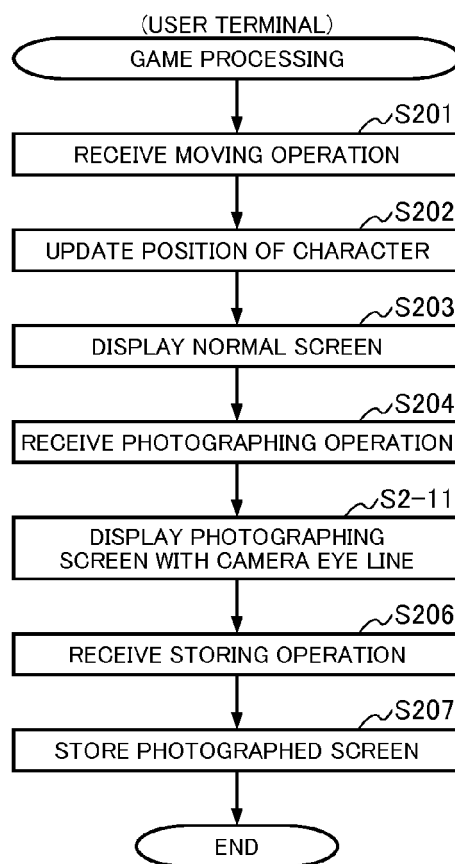 (USER TERMINAL)
GAME PROCESSING
S201
RECEIVE MOVING OPERATION
S202
UPDATE POSITION OF CHARACTER
S203
DISPLAY NORMAL SCREEN
S204
RECEIVE PHOTOGRAPHING OPERATION
S2-11
DISPLAY PHOTOGRAPHING
SCREEN WITH CAMERA EYE LINE
S206
RECEIVE STORING OPERATION
S207
STORE PHOTOGRAPHED SCREEN
END